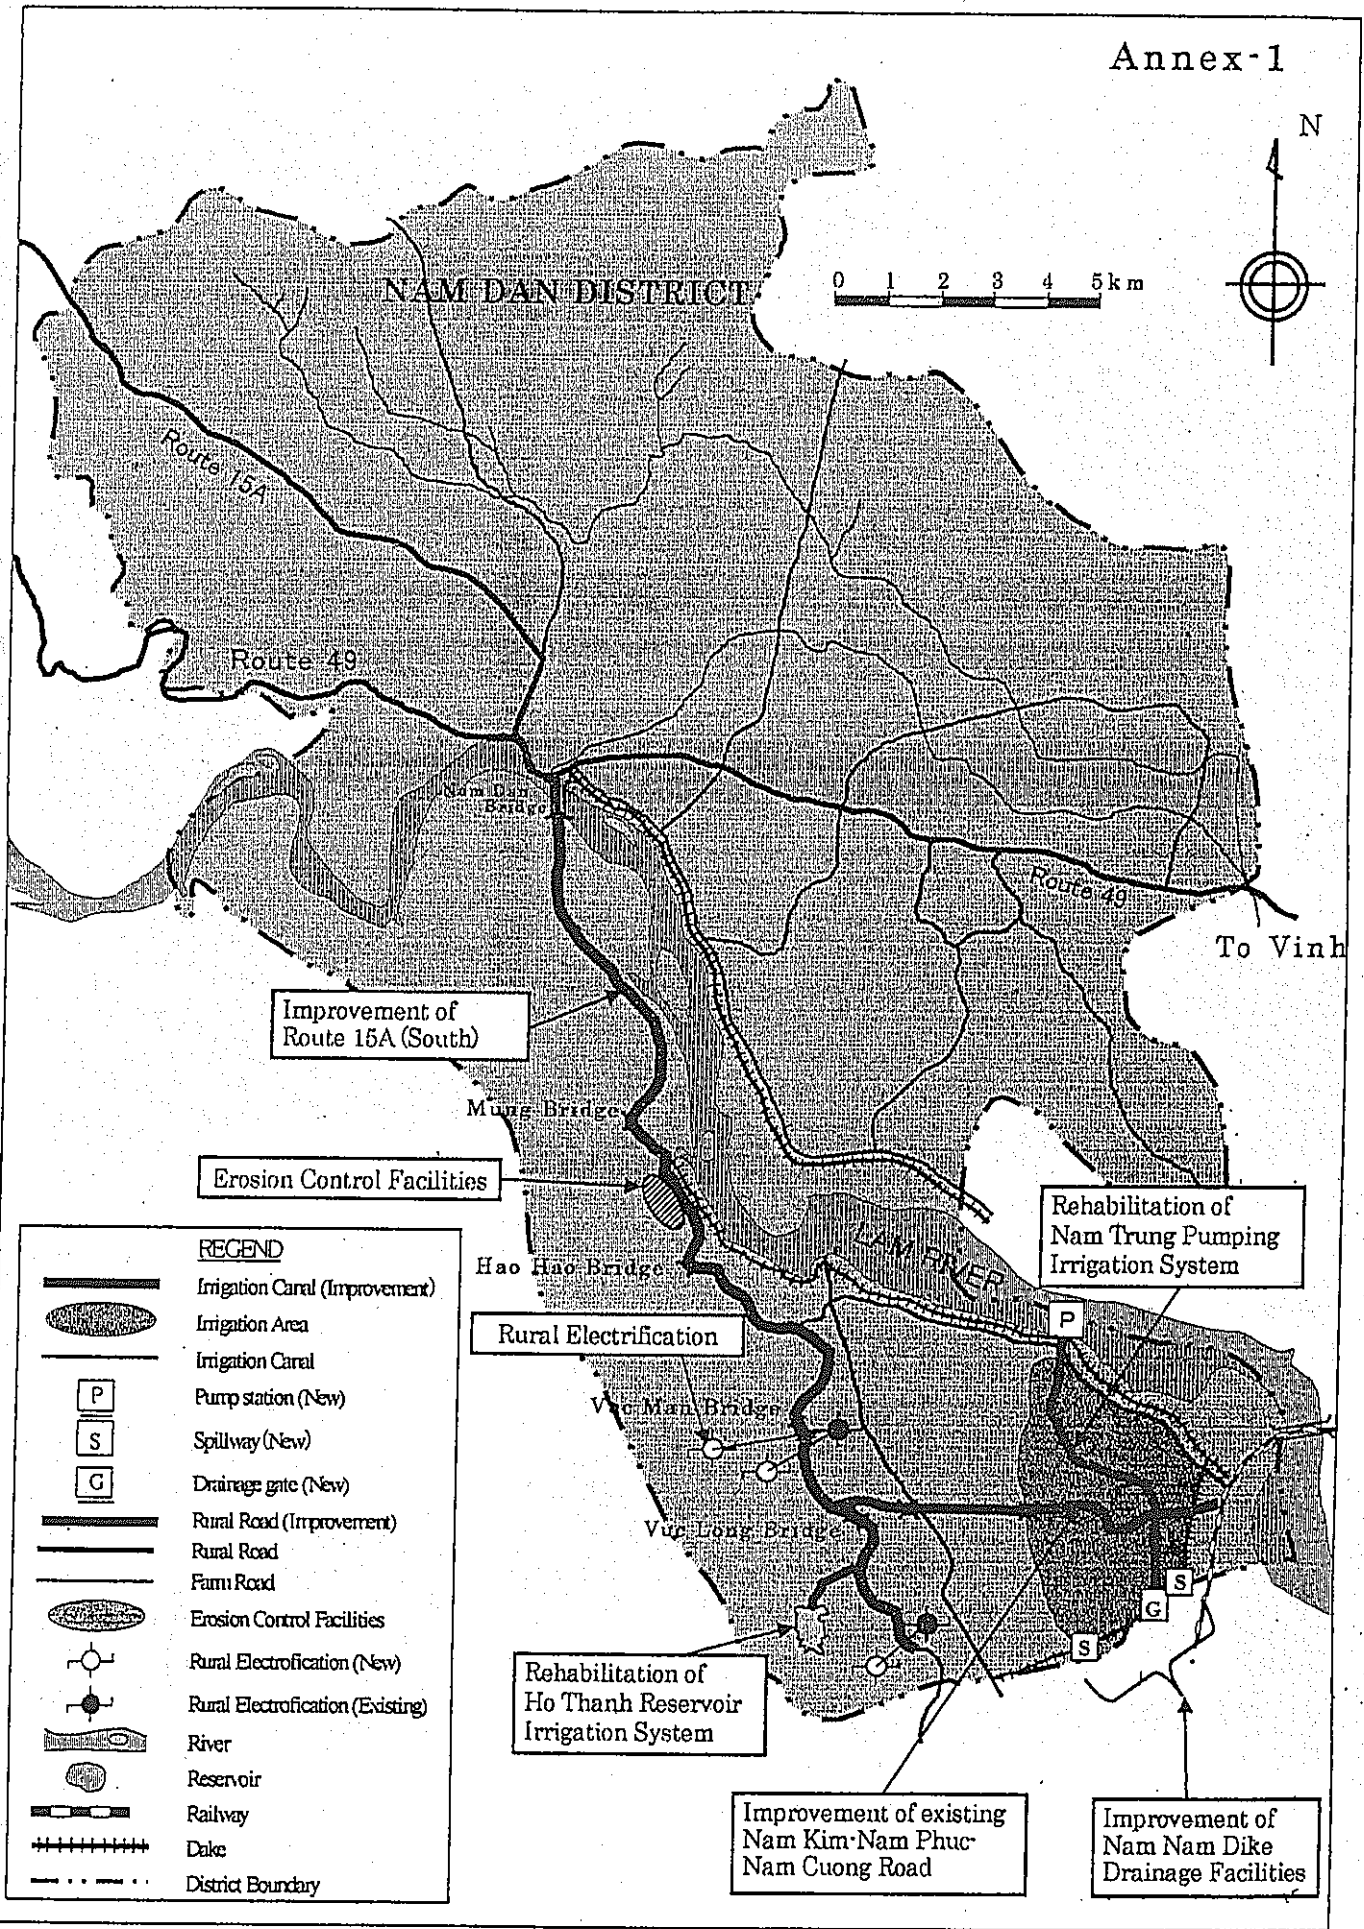 Annex-1
N
NAM DAN DISTRICT
0 1 2 3 4 5 km
Route 15A
Route 49
Nam Dan
Bridge
Route 49
To Vinh
Improvement of
Route 15A (South)
Mung Bridge
Erosion Control Facilities
Rehabilitation of
Nam Trung Pumping
Irrigation System
LAM RIVER
Hao Hao Bridge
P
Rural Electrification
Vuc Man Bridge
Vuc Long Bridge
S
G
S
Rehabilitation of
Ho Thanh Reservoir
Irrigation System
Improvement of existing
Nam Kim-Nam Phuc-
Nam Cuong Road
Improvement of
Nam Nam Dike
Drainage Facilities
REGEND
Irrigation Canal (Improvement)
Irrigation Area
Irrigation Canal
P Pump station (New)
S Spillway (New)
G Drainage gate (New)
Rural Road (Improvement)
Rural Road
Farm Road
Erosion Control Facilities
Rural Electrofication (New)
Rural Electrofication (Existing)
River
Reservoir
Railway
Dake
District Boundary